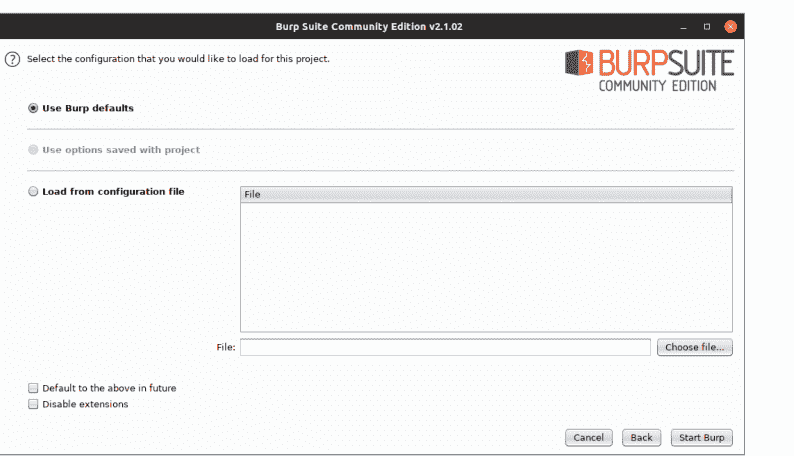 Burp Suite Community Edition v2.1.02
? Select the configuration that you would like to load for this project.
BURPSUITE
COMMUNITY EDITION
Use Burp defaults
Use options saved with project
Load from configuration file
File
File:
Choose file...
Default to the above in future
Disable extensions
Cancel Back Start Burp